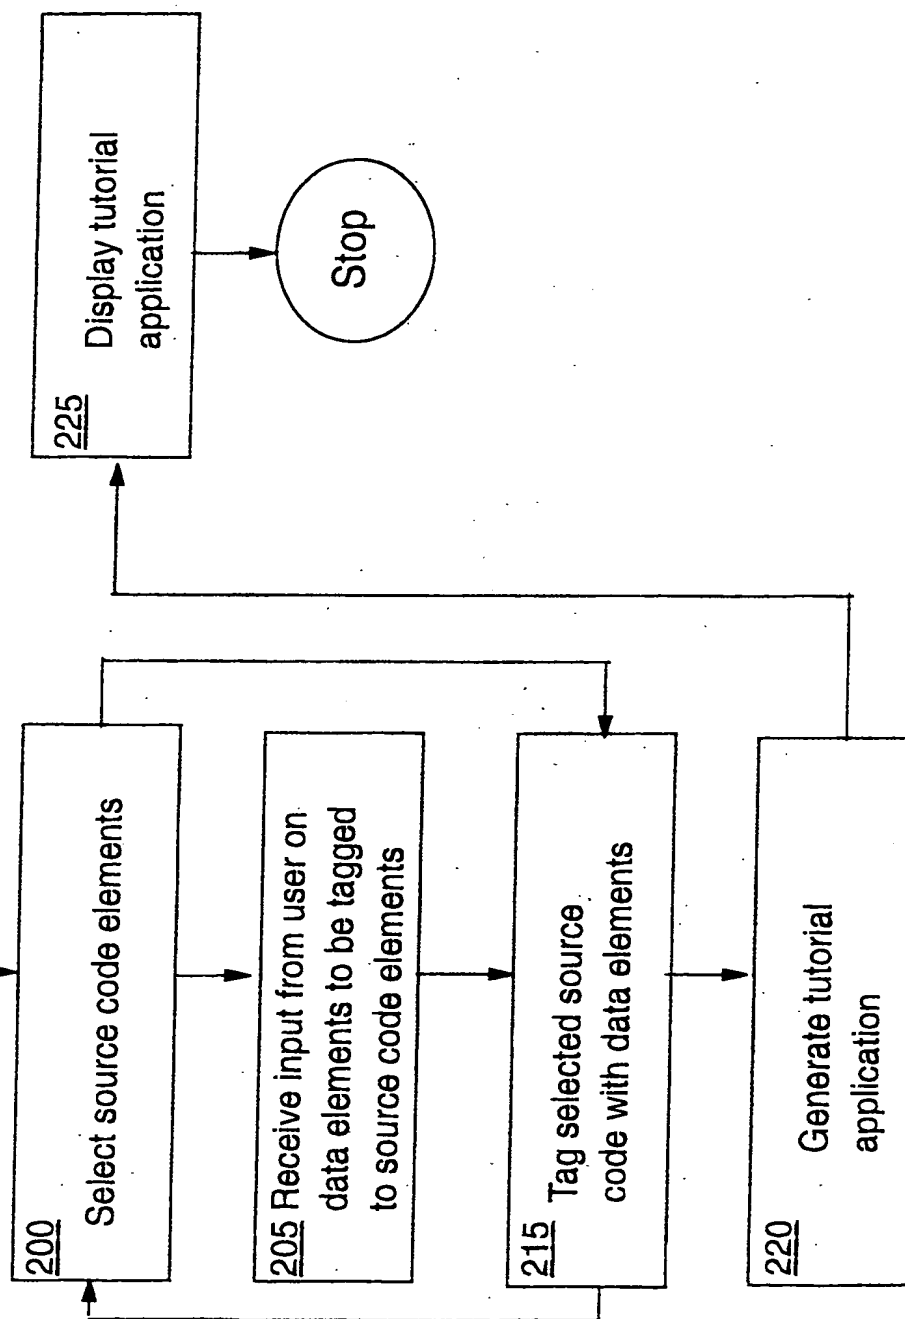 200
Select source code elements
205 Receive input from user on
data elements to be tagged
to source code elements
215 Tag selected source
code with data elements
220
Generate tutorial
application
225
Display tutorial
application
Stop